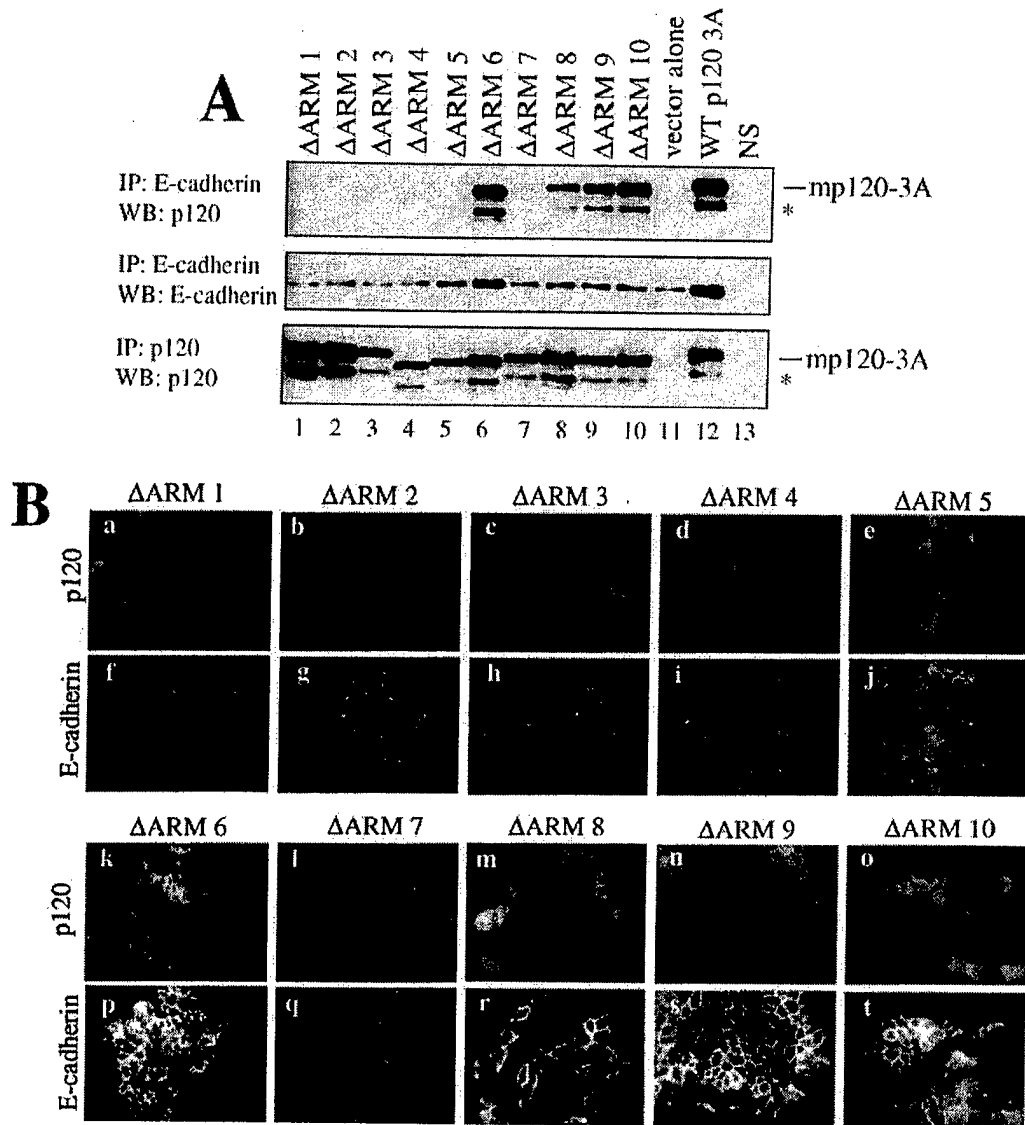 A
ΔARM 1
ΔARM 2
ΔARM 3
ΔARM 4
ΔARM 5
ΔARM 6
ΔARM 7
ΔARM 8
ΔARM 9
ΔARM 10
vector alone
WT p120 3A
NS
IP: E-cadherin
WB: p120
mp120-3A
*
IP: E-cadherin
WB: E-cadherin
IP: p120
WB: p120
mp120-3A
*
1 2 3 4 5 6 7 8 9 10 11 12 13
B
ΔARM 1 ΔARM 2 ΔARM 3 ΔARM 4 ΔARM 5
p120
a b c d e
E-cadherin
f g h i j
ΔARM 6 ΔARM 7 ΔARM 8 ΔARM 9 ΔARM 10
p120
k l m n o
E-cadherin
p q r s t